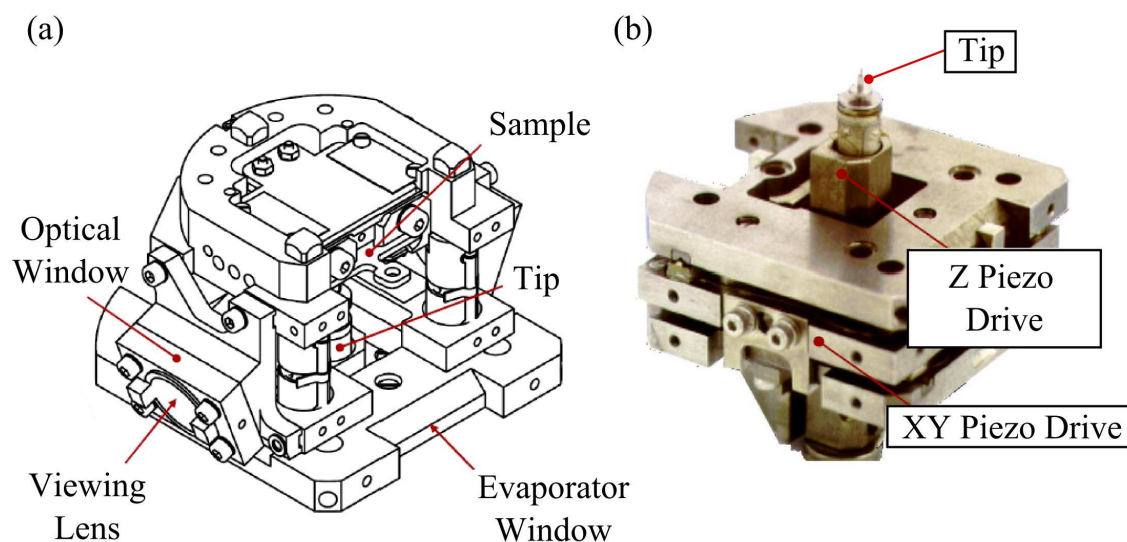 (a)
(b)
Tip
Sample
Optical
Window
Tip
Z Piezo
Drive
XY Piezo Drive
Viewing
Lens
Evaporator
Window